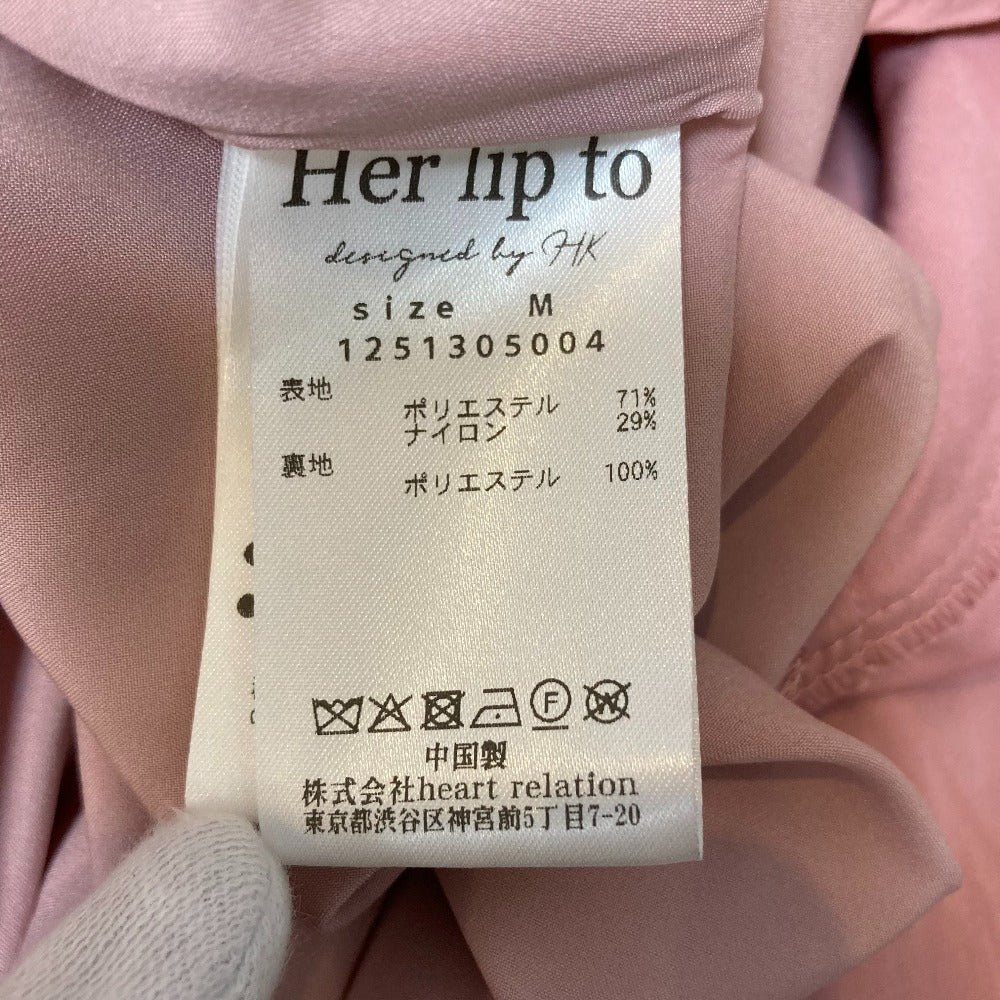 Her lip to
designed by HK
size M
1251305004
表地
ポリエステル 71%
ナイロン 29%
裏地
ポリエステル 100%
F W
中国製
株式会社heart relation
東京都渋谷区神宮前5丁目7-20